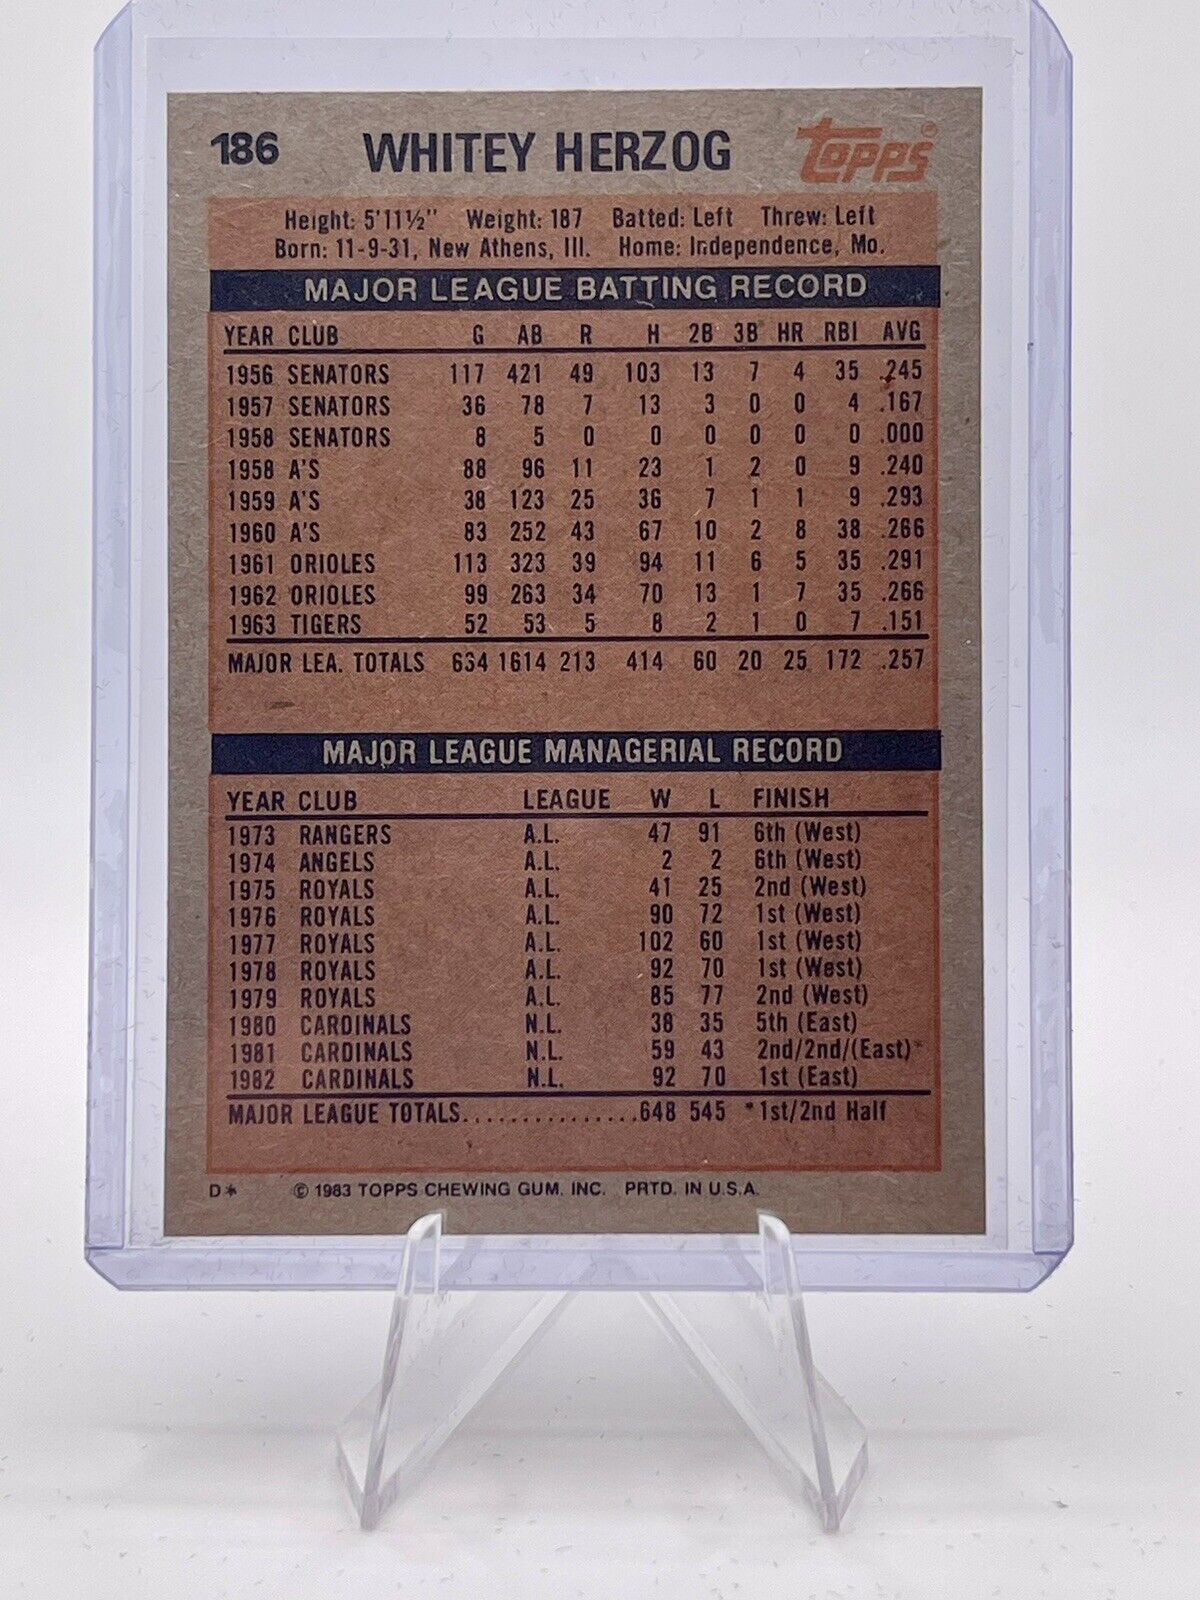 186 WHITEY HERZOG Topps®
Height: 5'11½" Weight: 187 Batted: Left Threw: Left
Born: 11-9-31, New Athens, Ill. Home: Independence, Mo.
MAJOR LEAGUE BATTING RECORD
YEAR CLUB G AB R H 2B 3B HR RBI AVG
1956 SENATORS 117 421 49 103 13 7 4 35 .245
1957 SENATORS 36 78 7 13 3 0 0 4 .167
1958 SENATORS 8 5 0 0 0 0 0 0 .000
1958 A'S 88 96 11 23 1 2 0 9 .240
1959 A'S 38 123 25 36 7 1 1 9 .293
1960 A'S 83 252 43 67 10 2 8 38 .266
1961 ORIOLES 113 323 39 94 11 6 5 35 .291
1962 ORIOLES 99 263 34 70 13 1 7 35 .266
1963 TIGERS 52 53 5 8 2 1 0 7 .151
MAJOR LEA. TOTALS 634 1614 213 414 60 20 25 172 .257
MAJOR LEAGUE MANAGERIAL RECORD
YEAR CLUB LEAGUE W L FINISH
1973 RANGERS A.L. 47 91 6th (West)
1974 ANGELS A.L. 2 2 6th (West)
1975 ROYALS A.L. 41 25 2nd (West)
1976 ROYALS A.L. 90 72 1st (West)
1977 ROYALS A.L. 102 60 1st (West)
1978 ROYALS A.L. 92 70 1st (West)
1979 ROYALS A.L. 85 77 2nd (West)
1980 CARDINALS N.L. 38 35 5th (East)
1981 CARDINALS N.L. 59 43 2nd/2nd/(East)*
1982 CARDINALS N.L. 92 70 1st (East)
MAJOR LEAGUE TOTALS...............648 545 *1st/2nd Half
D* © 1983 TOPPS CHEWING GUM, INC. PRTD. IN U.S.A.